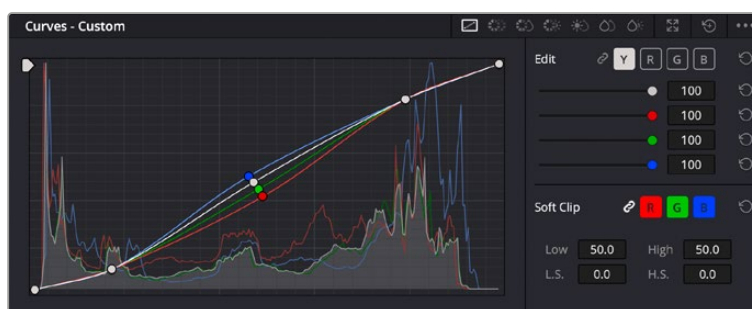 Curves - Custom
Edit Y R G B
100
100
100
100
Soft Clip R G B
Low 50.0 High 50.0
L.S. 0.0 H.S. 0.0